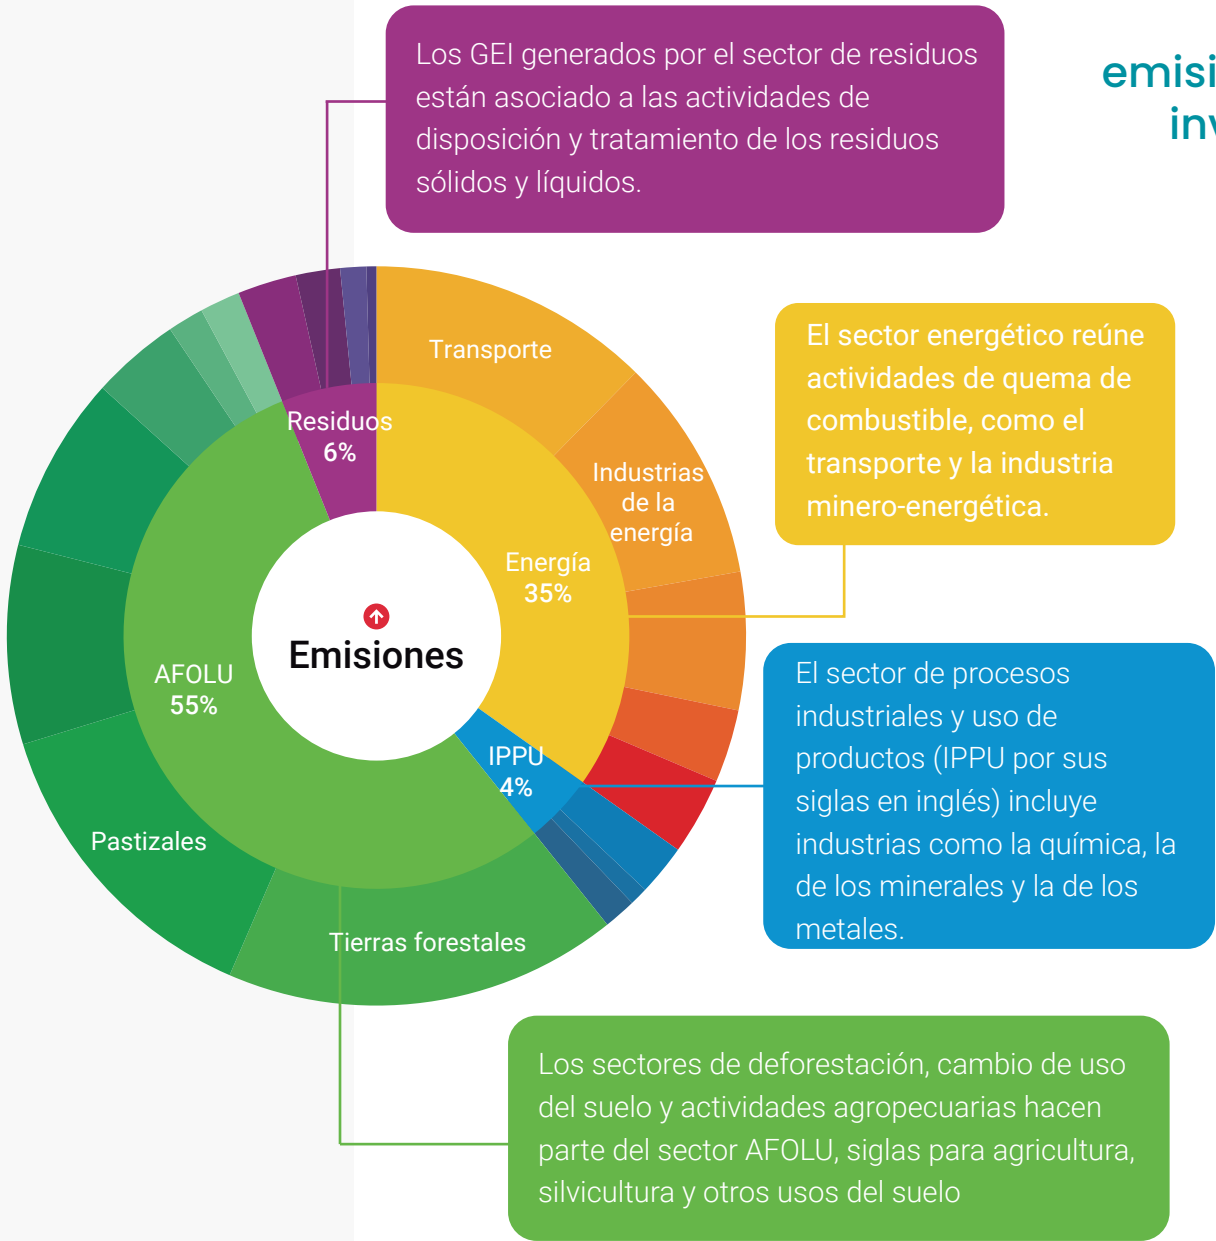 Los GEI generados por el sector de residuos
están asociado a las actividades de
disposición y tratamiento de los residuos
sólidos y líquidos.
emisi
inv
Transporte
Residuos
6%
Industrias
de la
energía
Energía
35%
El sector energético reúne
actividades de quema de
combustible, como el
transporte y la industria
minero-energética.
Emisiones
AFOLU
55%
IPPU
4%
El sector de procesos
industriales y uso de
productos (IPPU por sus
siglas en inglés) incluye
industrias como la química, la
de los minerales y la de los
metales.
Pastizales
Tierras forestales
Los sectores de deforestación, cambio de uso
del suelo y actividades agropecuarias hacen
parte del sector AFOLU, siglas para agricultura,
silvicultura y otros usos del suelo